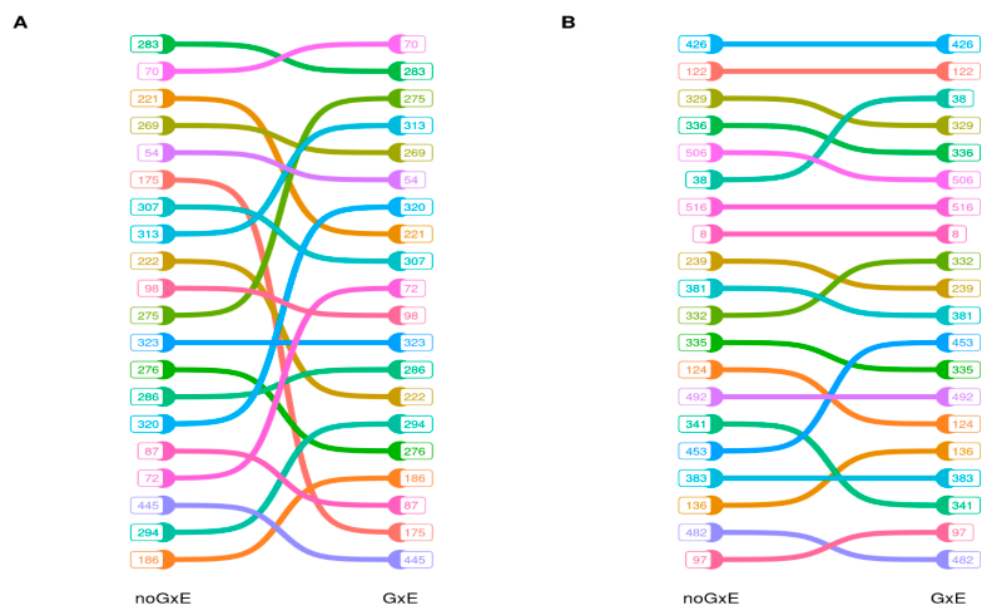 A B
283 70 426 426
70 283 122 122
221 275 329 38
269 313 336 329
54 269 506 336
175 54 38 506
307 320 516 516
313 221 8 8
222 307 239 332
98 72 381 239
275 98 332 381
323 323 335 453
276 286 124 335
286 222 492 492
320 294 341 124
87 276 453 136
72 186 383 383
445 87 136 341
294 175 482 97
186 445 97 482
noGxE GxE noGxE GxE